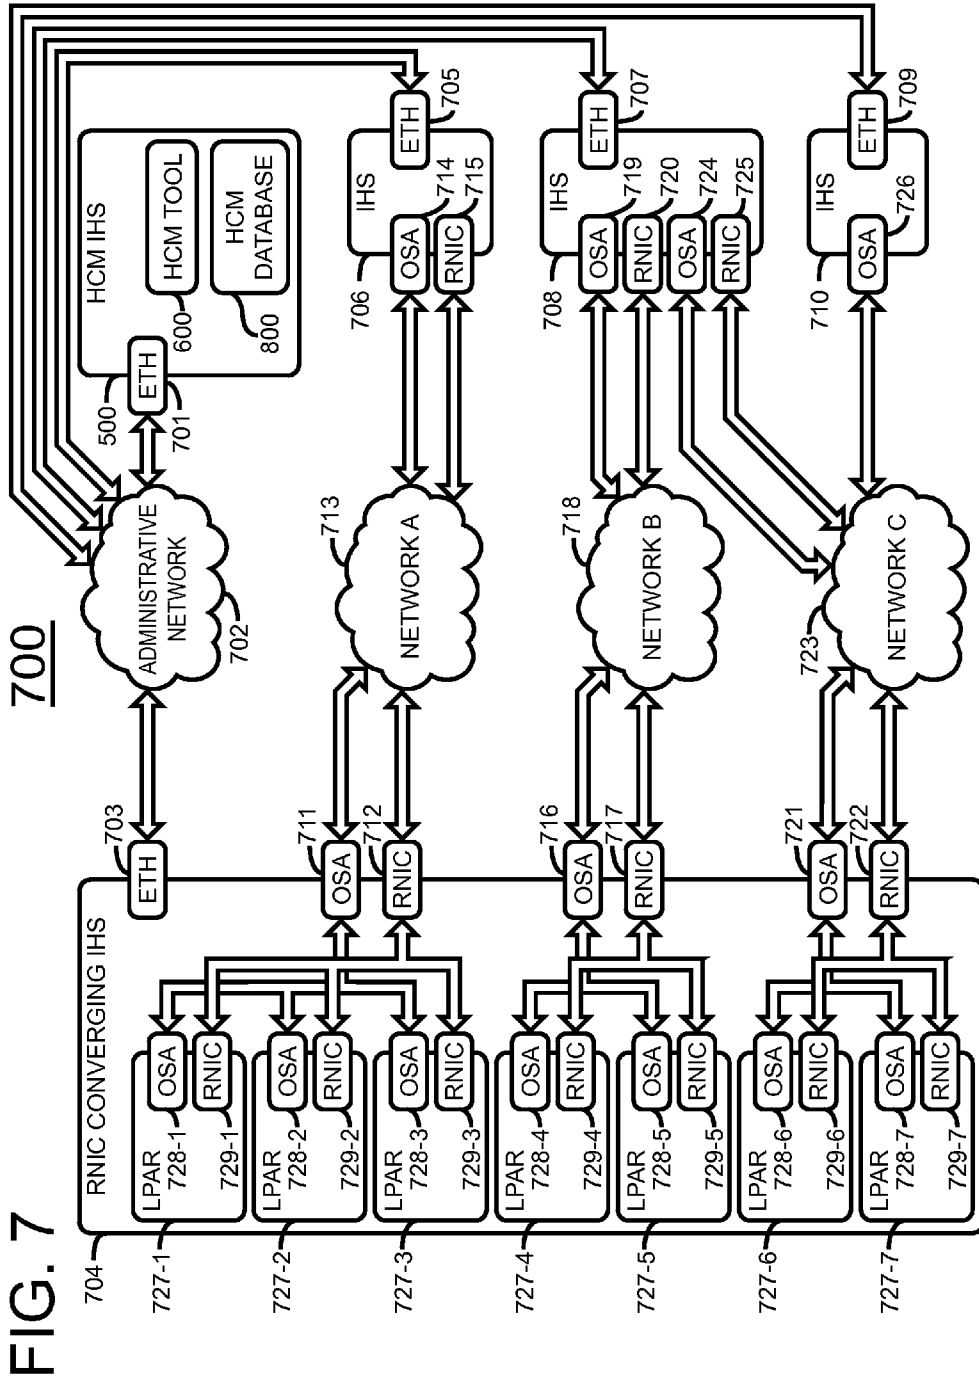 FIG. 7
700
RNIC CONVERGING IHS
704
ETH
703
ADMINISTRATIVE
NETWORK
702
ETH
701
500
HCM IHS
HCM TOOL
600
HCM
DATABASE
800
LPAR
727-1
OSA
728-1
RNIC
729-1
LPAR
727-2
OSA
728-2
RNIC
729-2
LPAR
727-3
OSA
728-3
RNIC
729-3
OSA
711
RNIC
712
NETWORK A
713
IHS
706
ETH
705
OSA
714
RNIC
715
LPAR
727-4
OSA
728-4
RNIC
729-4
LPAR
727-5
OSA
728-5
RNIC
729-5
OSA
716
RNIC
717
NETWORK B
718
IHS
708
ETH
707
OSA
719
RNIC
720
OSA
724
RNIC
725
LPAR
727-6
OSA
728-6
RNIC
729-6
LPAR
727-7
OSA
728-7
RNIC
729-7
OSA
721
RNIC
722
NETWORK C
723
IHS
710
ETH
709
OSA
726